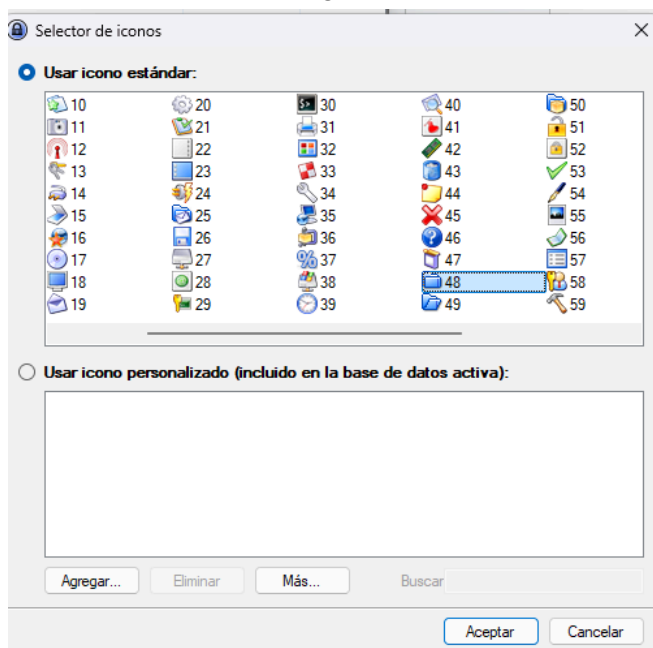 Selector de iconos
Usar icono estándar:
10 20 30 40 50
11 21 31 41 51
12 22 32 42 52
13 23 33 43 53
14 24 34 44 54
15 25 35 45 55
16 26 36 46 56
17 27 37 47 57
18 28 38 48 58
19 29 39 49 59
Usar icono personalizado (incluido en la base de datos activa):
Agregar... Eliminar Más... Buscar
Aceptar Cancelar